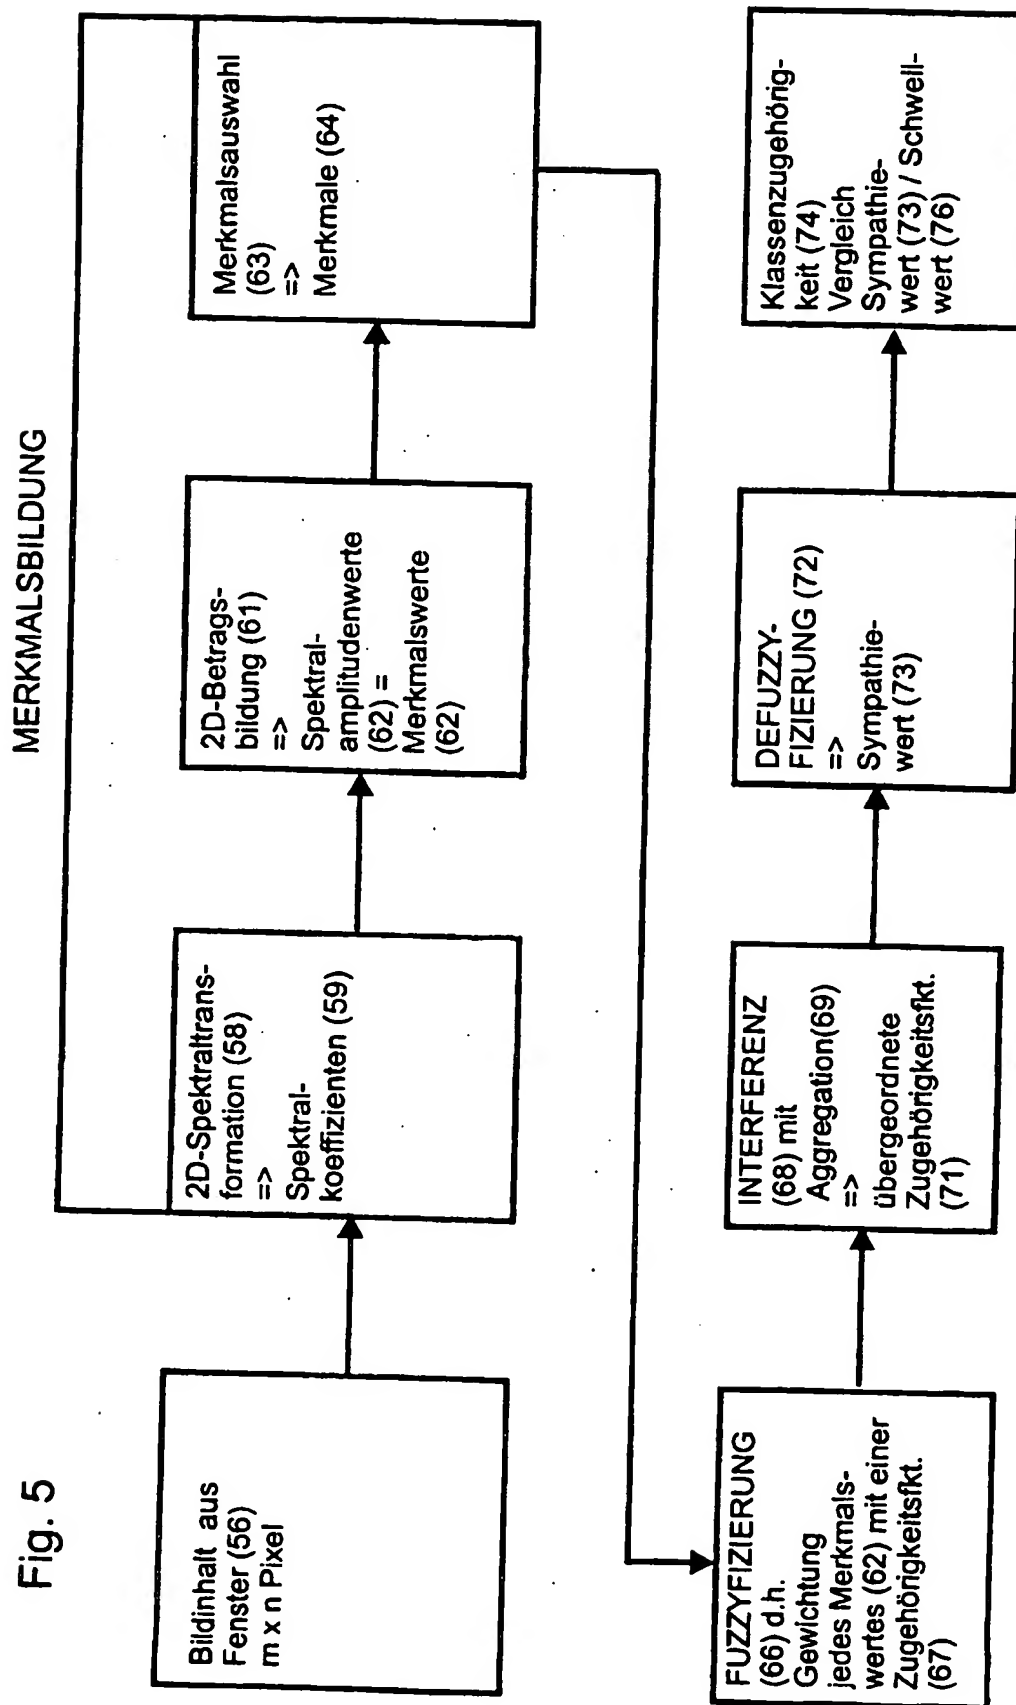 Fig. 5
MERKMALSBILDUNG
Bildinhalt aus
Fenster (56)
m x n Pixel
2D-Spektraltrans-
formation (58)
=>
Spektral-
koeffizienten (59)
2D-Betrags-
bildung (61)
=>
Spektral-
amplitudenwerte
(62) =
Merkmalswerte
(62)
Merkmalsauswahl
(63)
=>
Merkmale (64)
FUZZYFIZIERUNG
(66) d.h.
Gewichtung
jedes Merkmals-
wertes (62) mit einer
Zugehörigkeitsfkt.
(67)
INTERFERENZ
(68) mit
Aggregation(69)
=>
übergeordnete
Zugehörigkeitsfkt.
(71)
DEFUZZY-
FIZIERUNG (72)
=>
Sympathie-
wert (73)
Klassenzugehörig-
keit (74)
Vergleich
Sympathie-
wert (73) / Schwell-
wert (76)